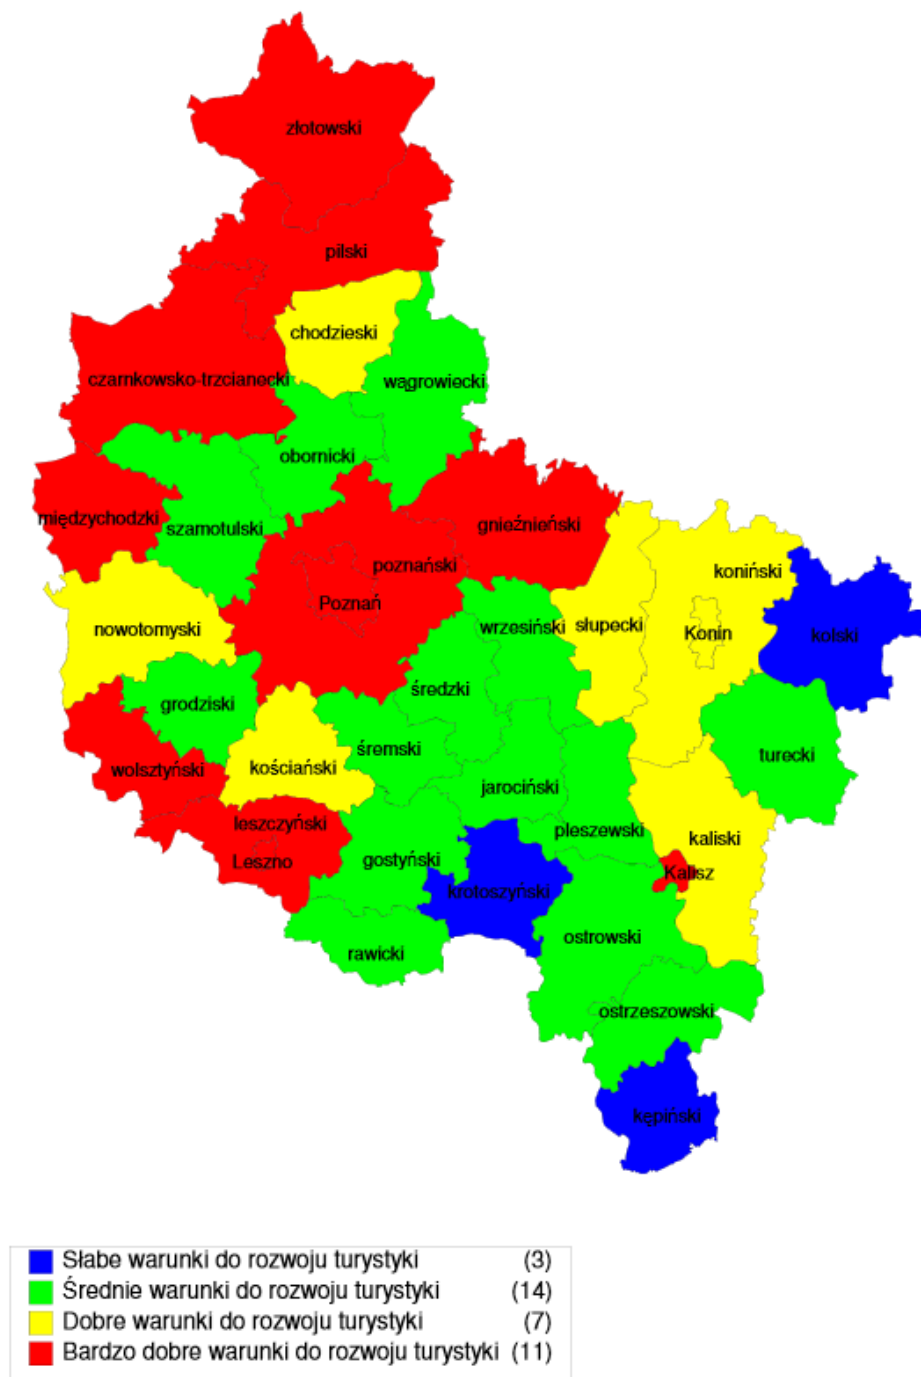 złotowski
pilski
chodzieski
czarnkowsko-trzcianecki
wągrowiecki
obornicki
międzychodzki
szamotulski
gnieźnieński
poznański
koniński
Poznań
nowotomyski
wrzesiński
słupecki
Konin
kolski
średzki
grodziski
śremski
turecki
kościański
wolsztyński
jarociński
leszczyński
pleszewski
kaliski
Leszno
gostyński
Kalisz
krotoszyński
ostrowski
rawicki
ostrzeszowski
kępiński
Słabe warunki do rozwoju turystyki (3)
Średnie warunki do rozwoju turystyki (14)
Dobre warunki do rozwoju turystyki (7)
Bardzo dobre warunki do rozwoju turystyki (11)